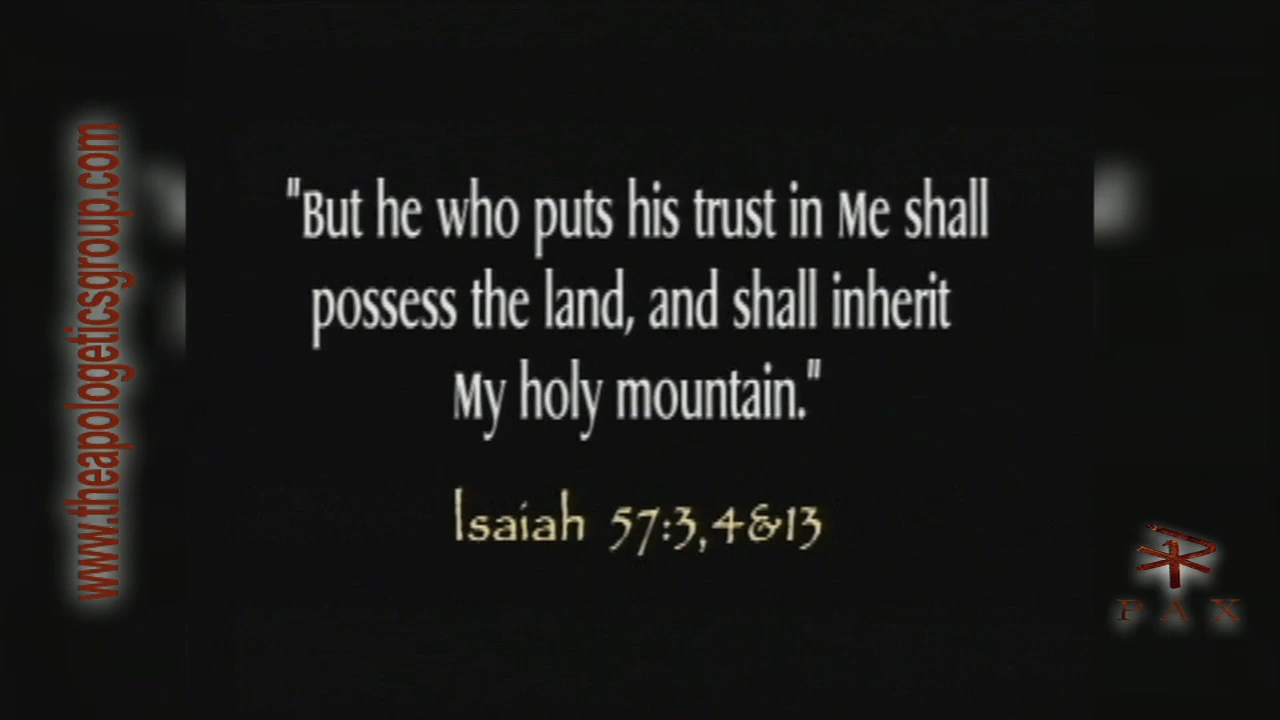 "But he who puts his trust in Me shall
possess the land, and shall inherit
My holy mountain."
Isaiah 57:3,4&13
www.theapologeticsgroup.com
PAX